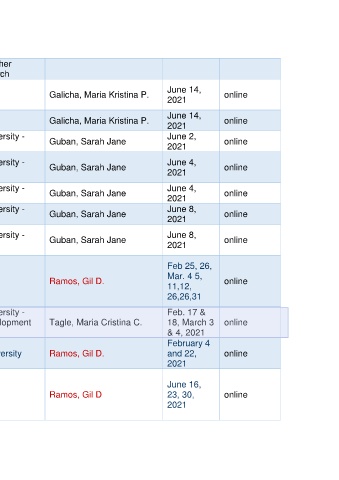 her
ch
Galicha, Maria Kristina P.
June 14,
2021
online
Galicha, Maria Kristina P.
June 14,
2021
online
ersity -
Guban, Sarah Jane
June 2,
2021
online
ersity -
Guban, Sarah Jane
June 4,
2021
online
ersity -
Guban, Sarah Jane
June 4,
2021
online
ersity -
Guban, Sarah Jane
June 8,
2021
online
ersity -
Guban, Sarah Jane
June 8,
2021
online
Ramos, Gil D.
Feb 25, 26,
Mar. 4 5,
11,12,
26,26,31
online
ersity -
lopment
Tagle, Maria Cristina C.
Feb. 17 &
18, March 3
& 4, 2021
online
versity
Ramos, Gil D.
February 4
and 22,
2021
online
Ramos, Gil D
June 16,
23, 30,
2021
online